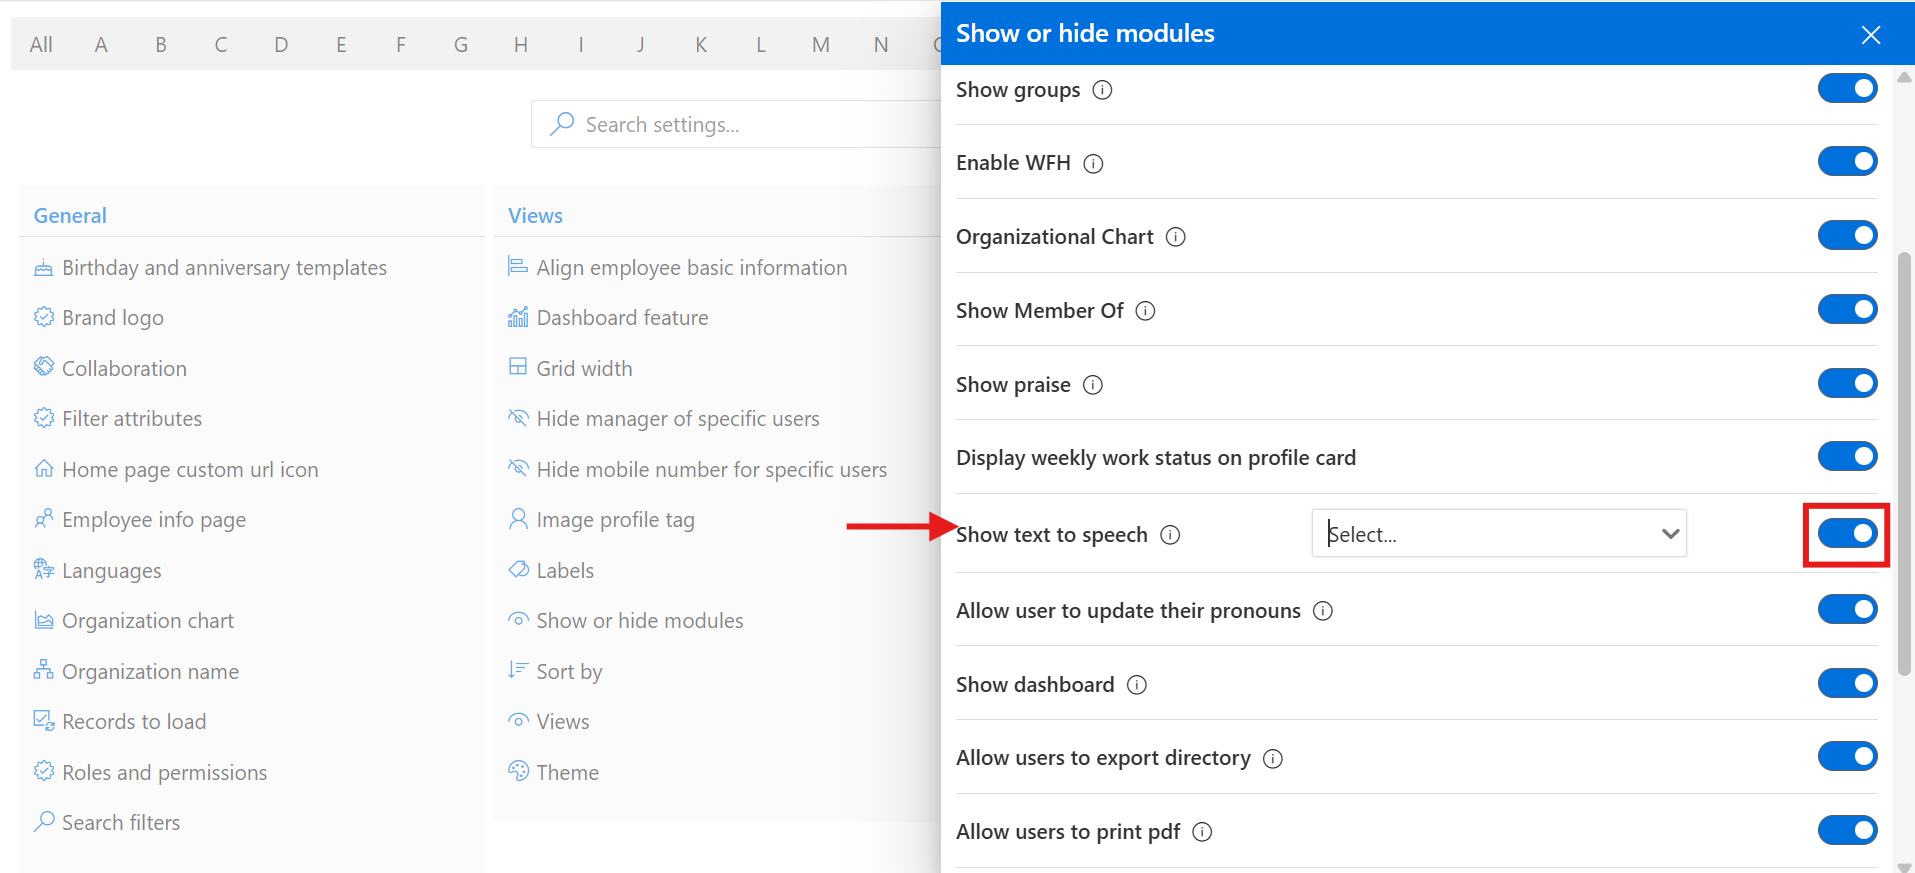 All A B C D E F G H I J K L M N
Search settings...
General
Birthday and anniversary templates
Brand logo
Collaboration
Filter attributes
Home page custom url icon
Employee info page
Languages
Organization chart
Organization name
Records to load
Roles and permissions
Search filters
Views
Align employee basic information
Dashboard feature
Grid width
Hide manager of specific users
Hide mobile number for specific users
Image profile tag
Labels
Show or hide modules
Sort by
Views
Theme
Show or hide modules
Show groups
Enable WFH
Organizational Chart
Show Member Of
Show praise
Display weekly work status on profile card
Show text to speech Select...
Allow user to update their pronouns
Show dashboard
Allow users to export directory
Allow users to print pdf